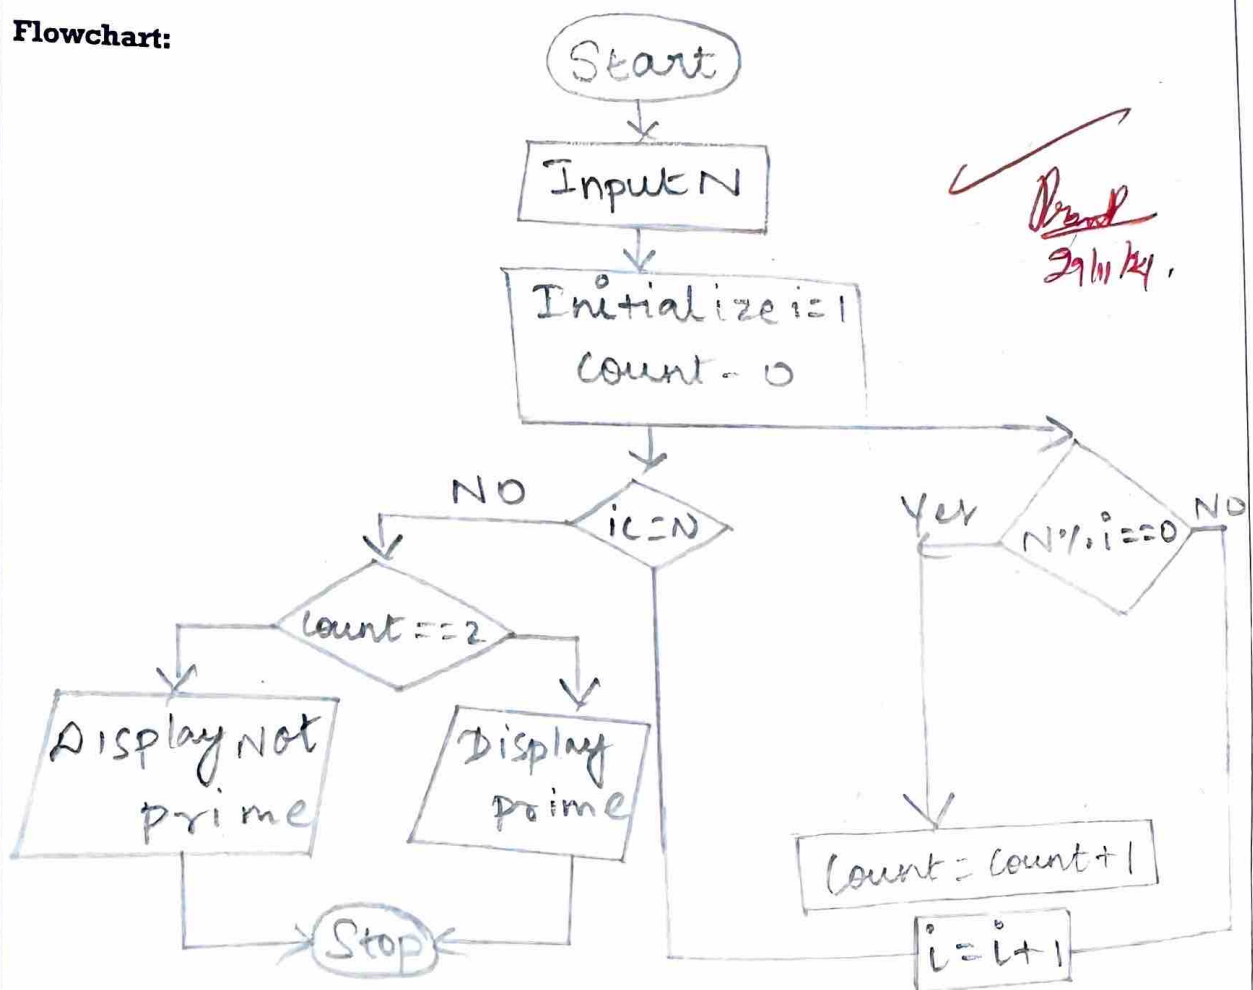 Flowchart:
Start
Input N
29/11/24.
Initialize i=1
Count - 0
NO
i<=N
Yes
N%i==0
NO
Count==2
Display Not
prime
Display
prime
Count = Count+1
i=i+1
Stop